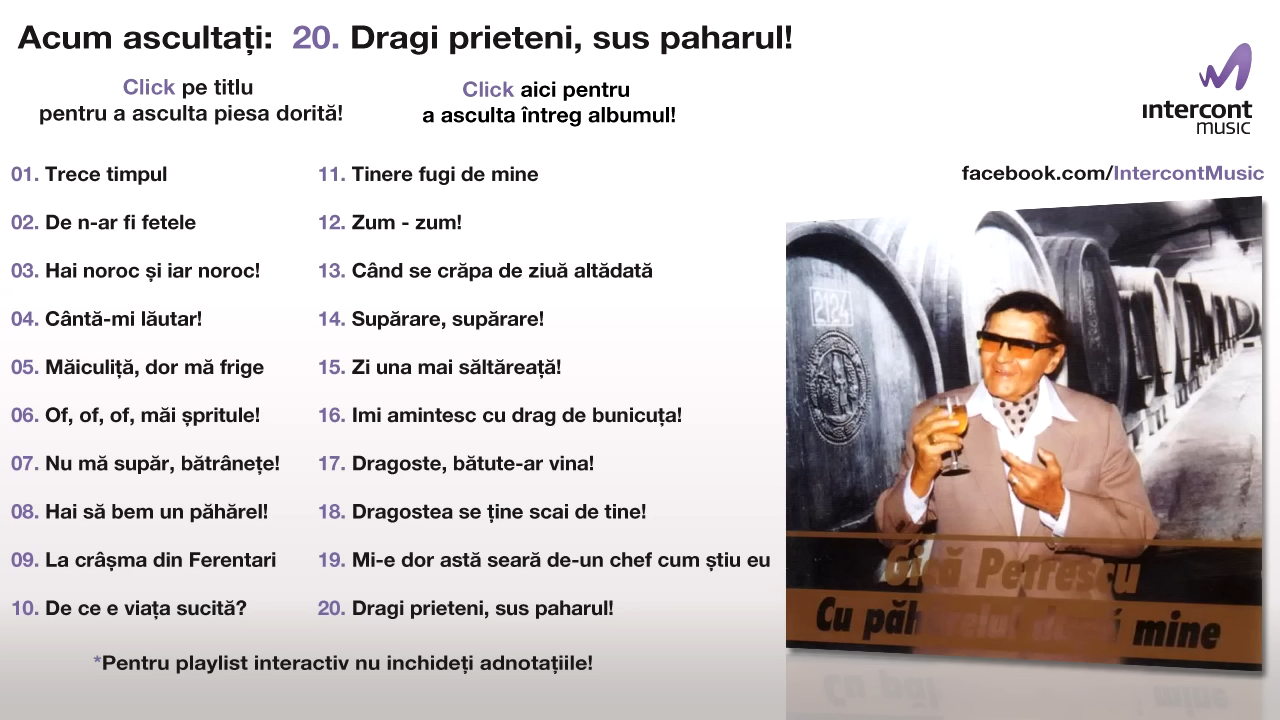 Acum ascultați: 20. Dragi prieteni, sus paharul!
Click pe titlu
pentru a asculta piesa dorită!
Click aici pentru
a asculta întreg albumul!
intercont
music
facebook.com/IntercontMusic
01. Trece timpul
02. De n-ar fi fetele
03. Hai noroc și iar noroc!
04. Cântă-mi lăutar!
05. Măiculiță, dor mă frige
06. Of, of, of, măi șpritule!
07. Nu mă supăr, bătrânețe!
08. Hai să bem un păhărel!
09. La crâșma din Ferentari
10. De ce e viața sucită?
11. Tinere fugi de mine
12. Zum - zum!
13. Când se crăpa de ziuă altădată
14. Supărare, supărare!
15. Zi una mai săltăreață!
16. Imi amintesc cu drag de bunicuța!
17. Dragoste, bătute-ar vina!
18. Dragostea se ține scai de tine!
19. Mi-e dor astă seară de-un chef cum știu eu
20. Dragi prieteni, sus paharul!
*Pentru playlist interactiv nu inchideți adnotațiile!
2124
Gică Petrescu
Cu mine